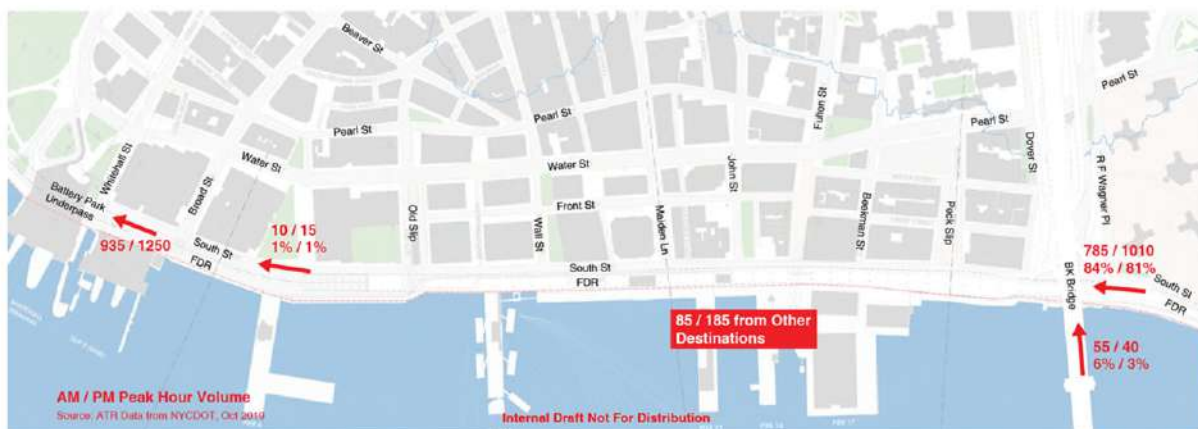 Beaver St
Pearl St
Pearl St
Pearl St
Pearl St
Fulton St
Dover St
R F Wagner Pl
Water St
Water St
Whitehall St
Broad St
Old Slip
Wall St
Front St
Maiden Ln
John St
Beekman St
Peck Slip
Battery Park
Underpass
935 / 1250
10 / 15
1% / 1%
South St
FDR
South St
FDR
BK Bridge
785 / 1010
84% / 81%
South St
FDR
85 / 185 from Other
Destinations
55 / 40
6% / 3%
AM / PM Peak Hour Volume
Source: ATR Data from NYCDOT, Oct 2019
Internal Draft Not For Distribution